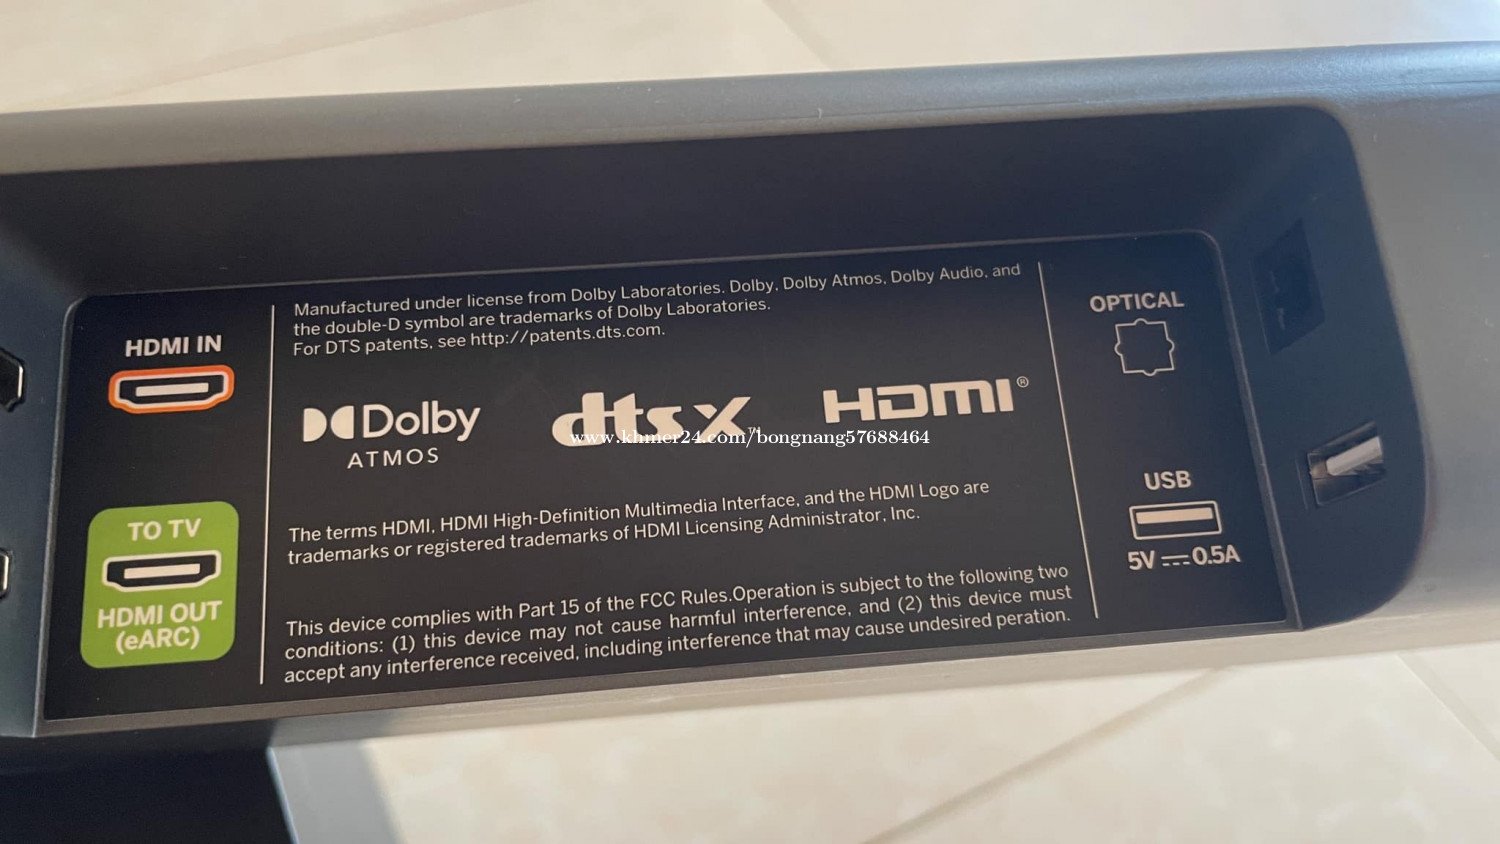 HDMI IN
TO TV
HDMI OUT
(eARC)
Manufactured under license from Dolby Laboratories. Dolby, Dolby Atmos, Dolby Audio, and
the double-D symbol are trademarks of Dolby Laboratories.
For DTS patents, see http://patents.dts.com.
Dolby
ATMOS
dts X™
HDMI®
www.khmer24.com/bongnang57688464
The terms HDMI, HDMI High-Definition Multimedia Interface, and the HDMI Logo are
trademarks or registered trademarks of HDMI Licensing Administrator, Inc.
This device complies with Part 15 of the FCC Rules.Operation is subject to the following two
conditions: (1) this device may not cause harmful interference, and (2) this device must
accept any interference received, including interference that may cause undesired peration.
OPTICAL
USB
5V ⎓ 0.5A